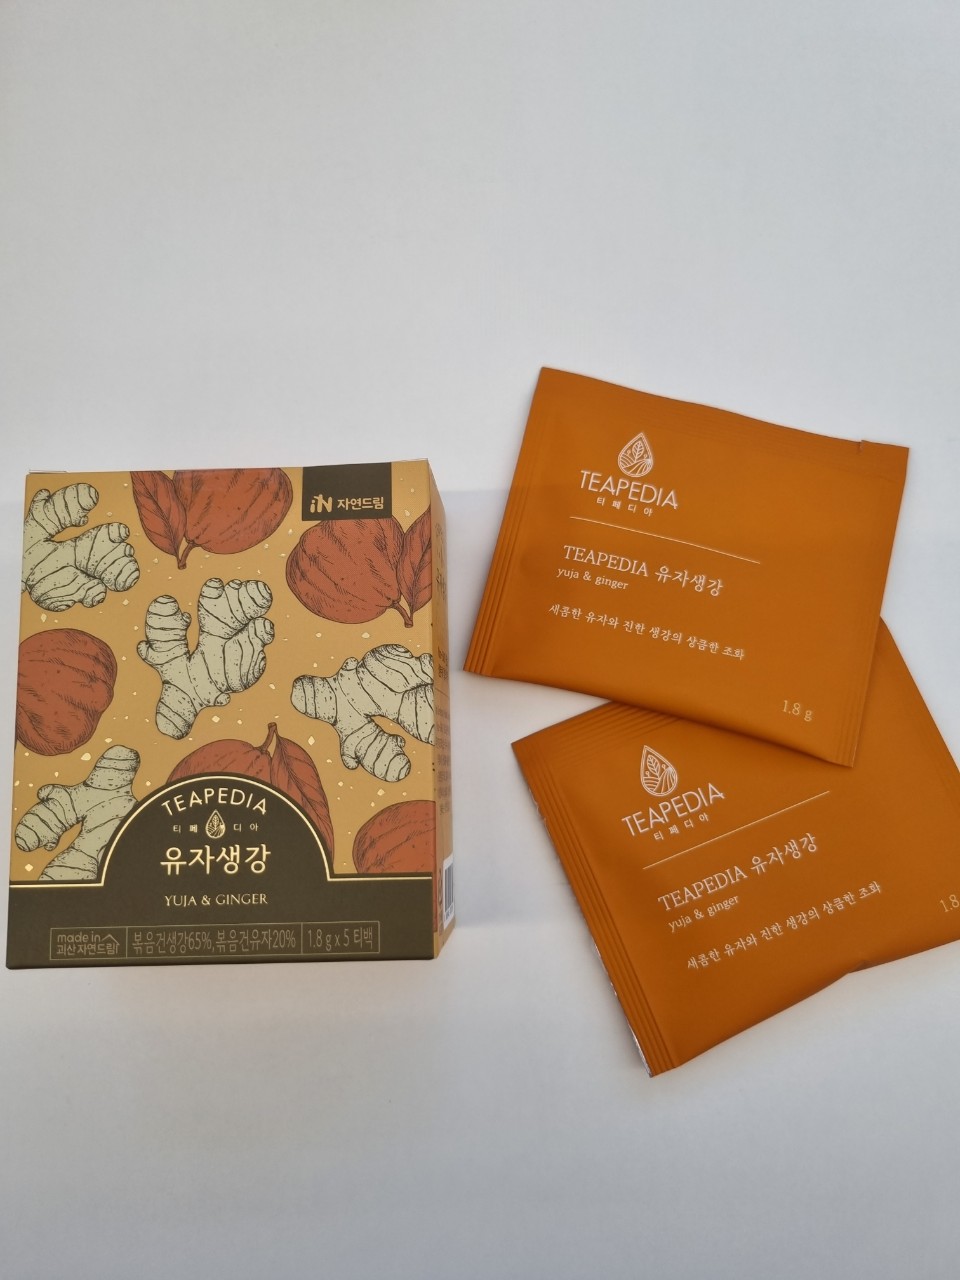 iN 자연드림
TEAPEDIA
티페디아
유자생강
YUJA & GINGER
made in
괴산자연드림
볶음건생강65%,볶음건유자20%
1.8 g x 5 티백
TEAPEDIA
티페디아
TEAPEDIA 유자생강
yuja & ginger
새콤한 유자와 진한 생강의 상큼한 조화
1.8 g
TEAPEDIA
티페디아
TEAPEDIA 유자생강
yuja & ginger
새콤한 유자와 진한 생강의 상큼한 조화
1.8